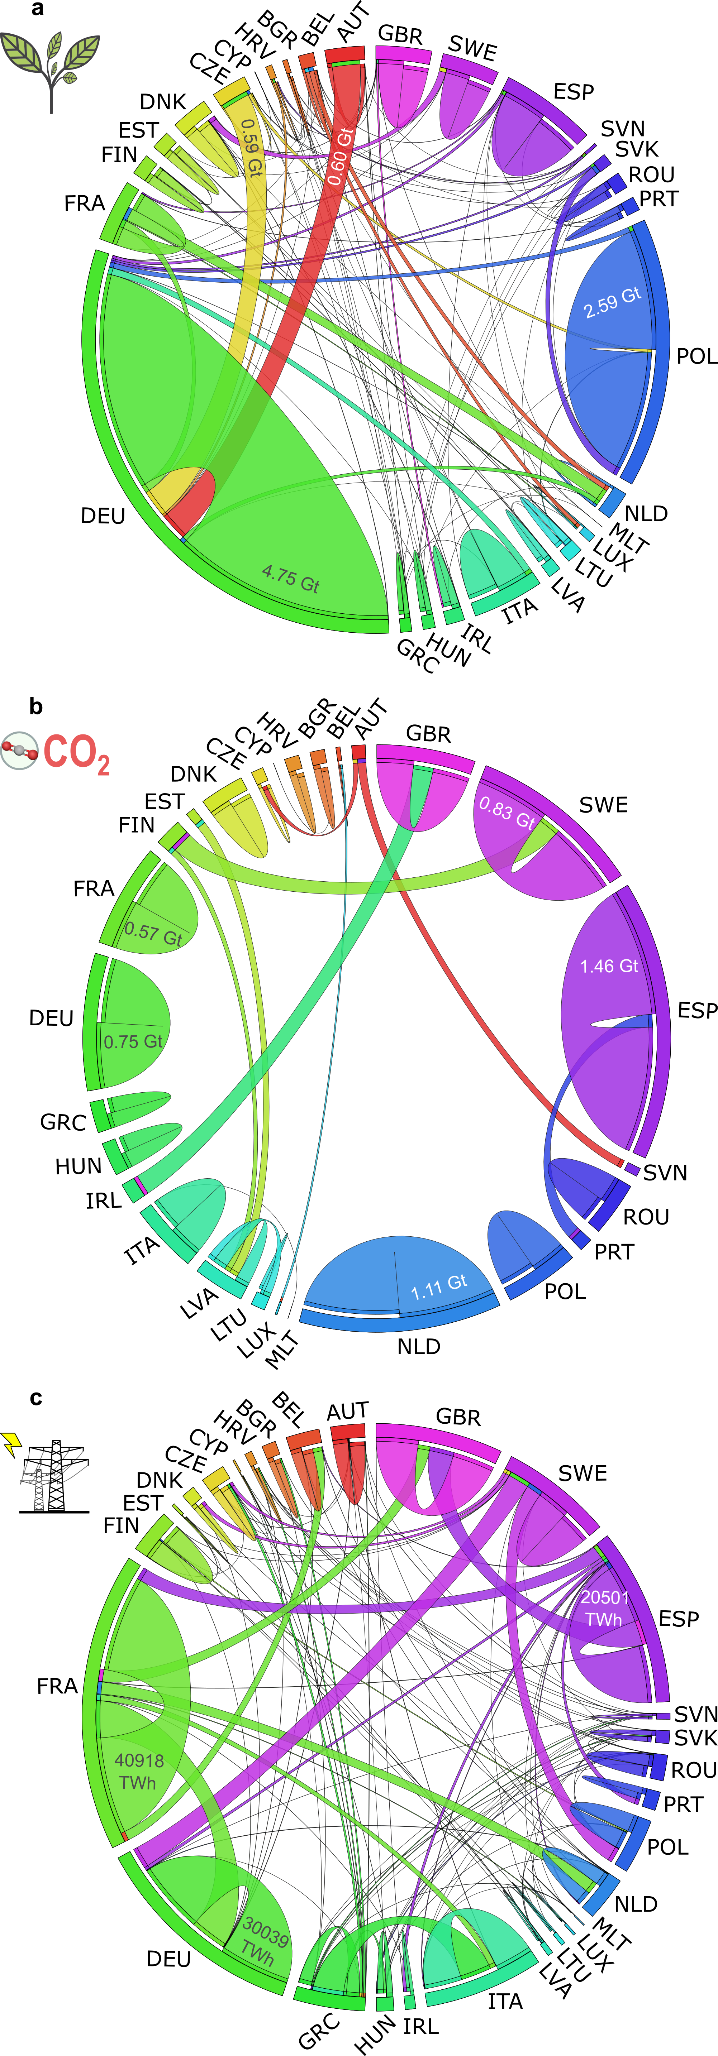 a
AUT
BEL
BGR
HRV
CYP
CZE
DNK
EST
FIN
FRA
DEU
GBR
SWE
ESP
SVN
SVK
ROU
PRT
POL
NLD
MLT
LUX
LTU
LVA
ITA
IRL
HUN
GRC
0.59 Gt
0.60 Gt
2.59 Gt
4.75 Gt
b
CO2
AUT
BEL
BGR
HRV
CYP
CZE
DNK
EST
FIN
FRA
DEU
GRC
HUN
IRL
ITA
LVA
LTU
LUX
MLT
NLD
POL
PRT
ROU
SVN
ESP
SWE
GBR
0.83 Gt
0.57 Gt
1.46 Gt
0.75 Gt
1.11 Gt
c
AUT
BEL
BGR
HRV
CYP
CZE
DNK
EST
FIN
FRA
DEU
GRC
HUN
IRL
ITA
LVA
LTU
LUX
MLT
NLD
POL
PRT
ROU
SVK
SVN
ESP
SWE
GBR
20501
TWh
40918
TWh
30039
TWh